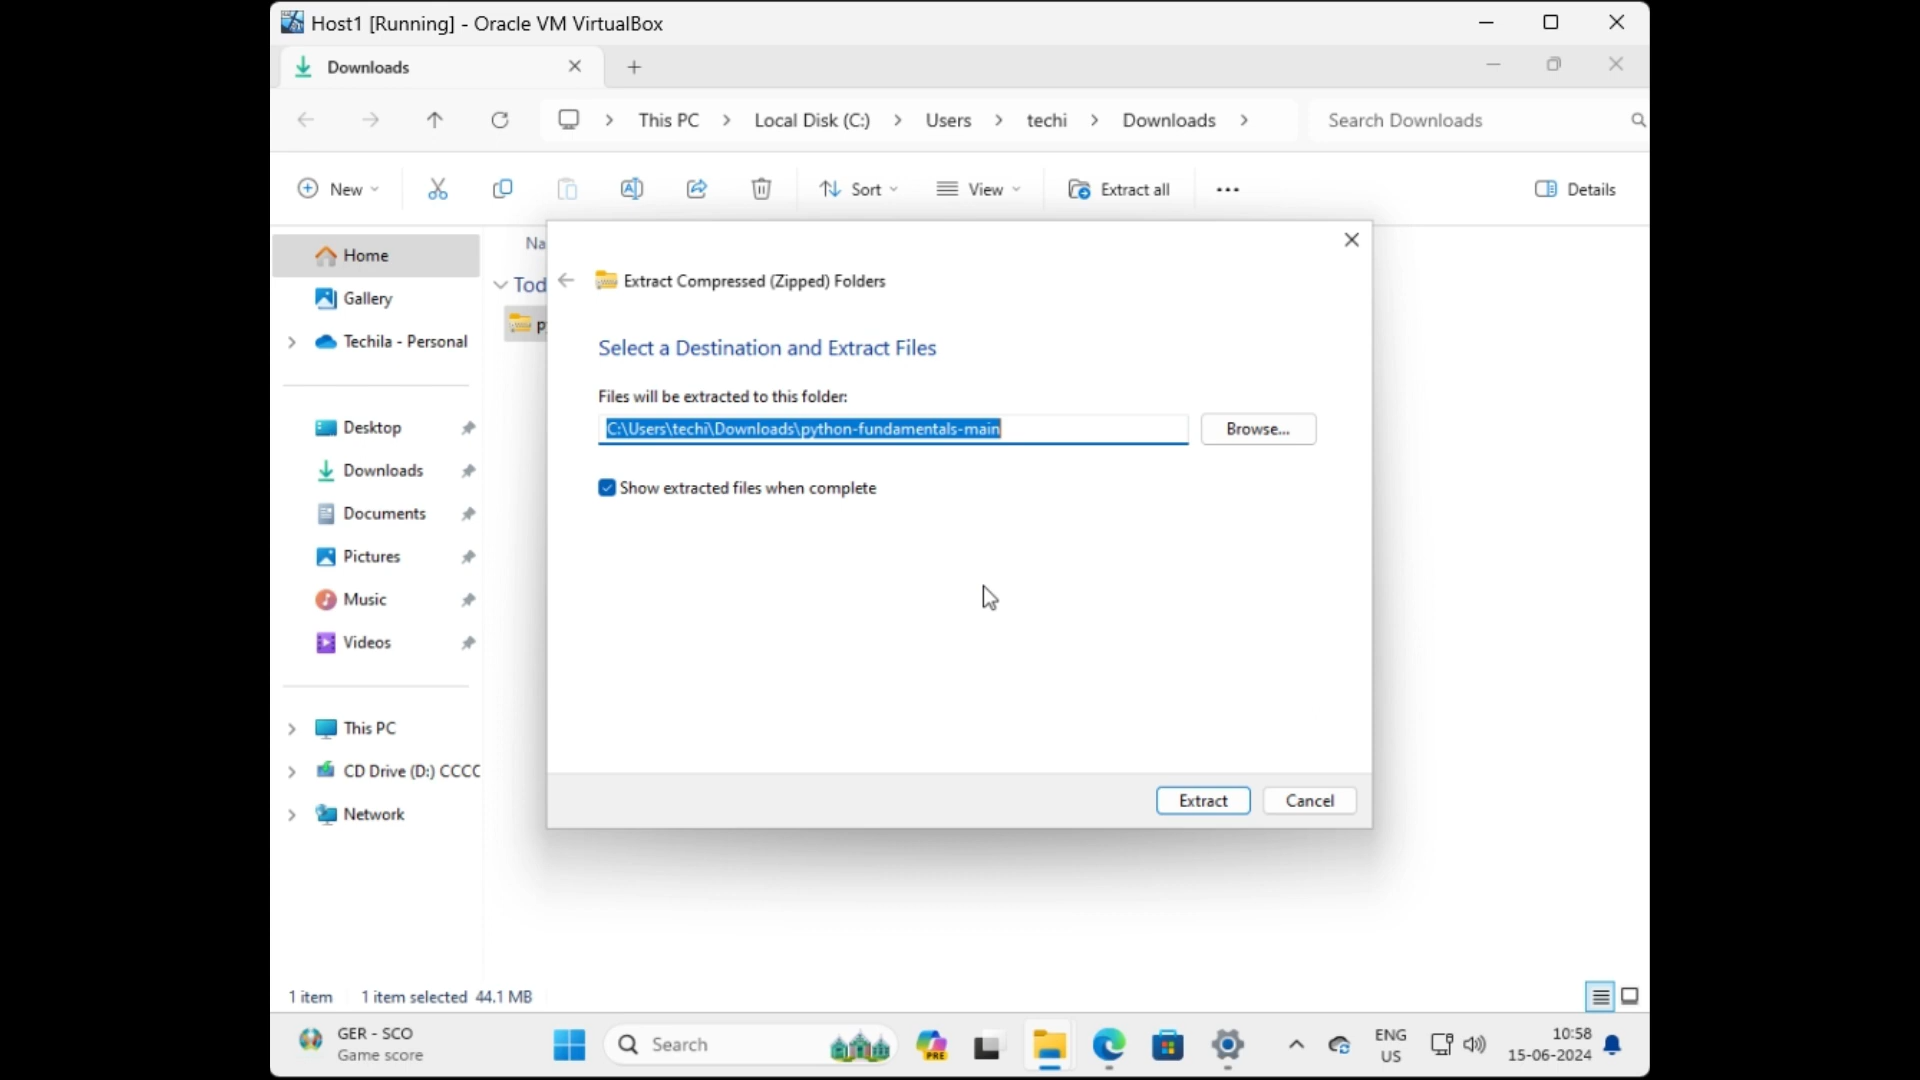 Host1 [Running] - Oracle VM VirtualBox
Downloads
This PC > Local Disk (C:) > Users > techi > Downloads >
Search Downloads
New
Sort
View
Extract all
Details
Home
Gallery
Techila - Personal
Desktop
Downloads
Documents
Pictures
Music
Videos
This PC
CD Drive (D:) CCCC
Network
Na
Tod
p
Extract Compressed (Zipped) Folders
Select a Destination and Extract Files
Files will be extracted to this folder:
C:\Users\techi\Downloads\python-fundamentals-main
Browse...
Show extracted files when complete
Extract
Cancel
1 item
1 item selected 44.1 MB
GER - SCO
Game score
Search
PRE
ENG
US
10:58
15-06-2024